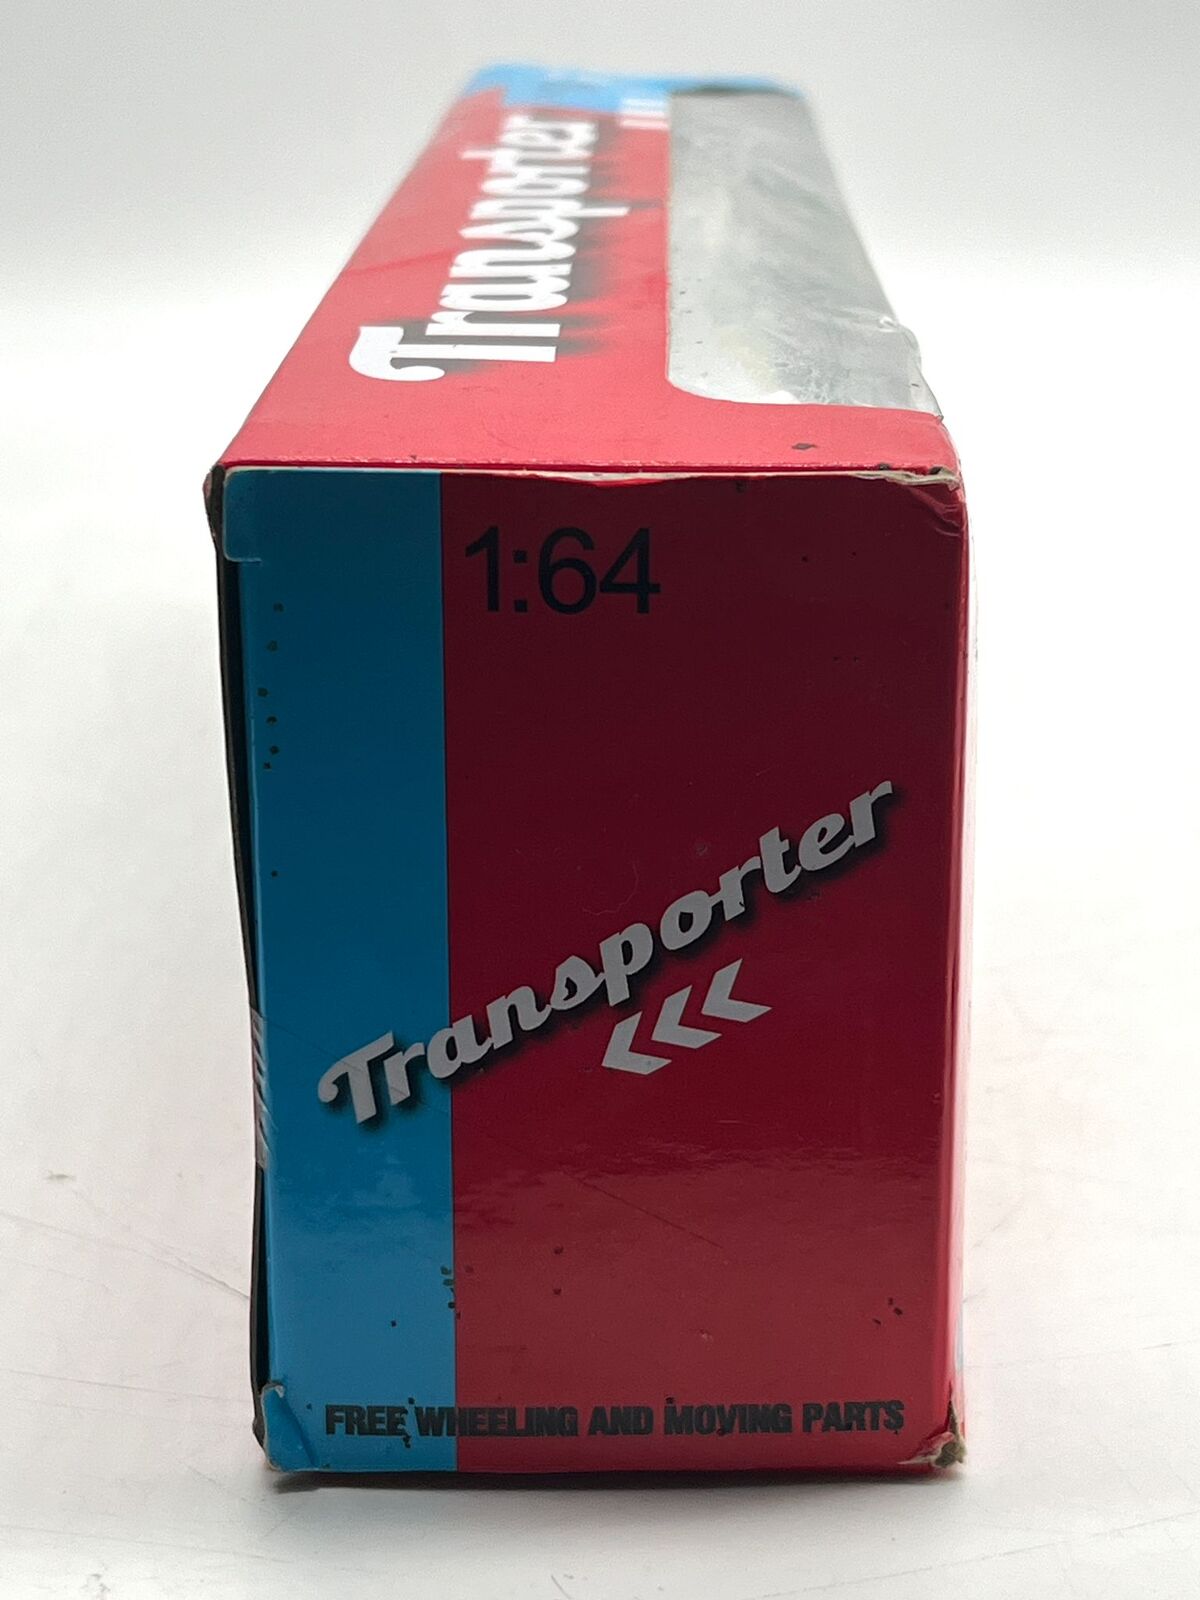 Transporter
1:64
Transporter
FREE WHEELING AND MOVING PARTS